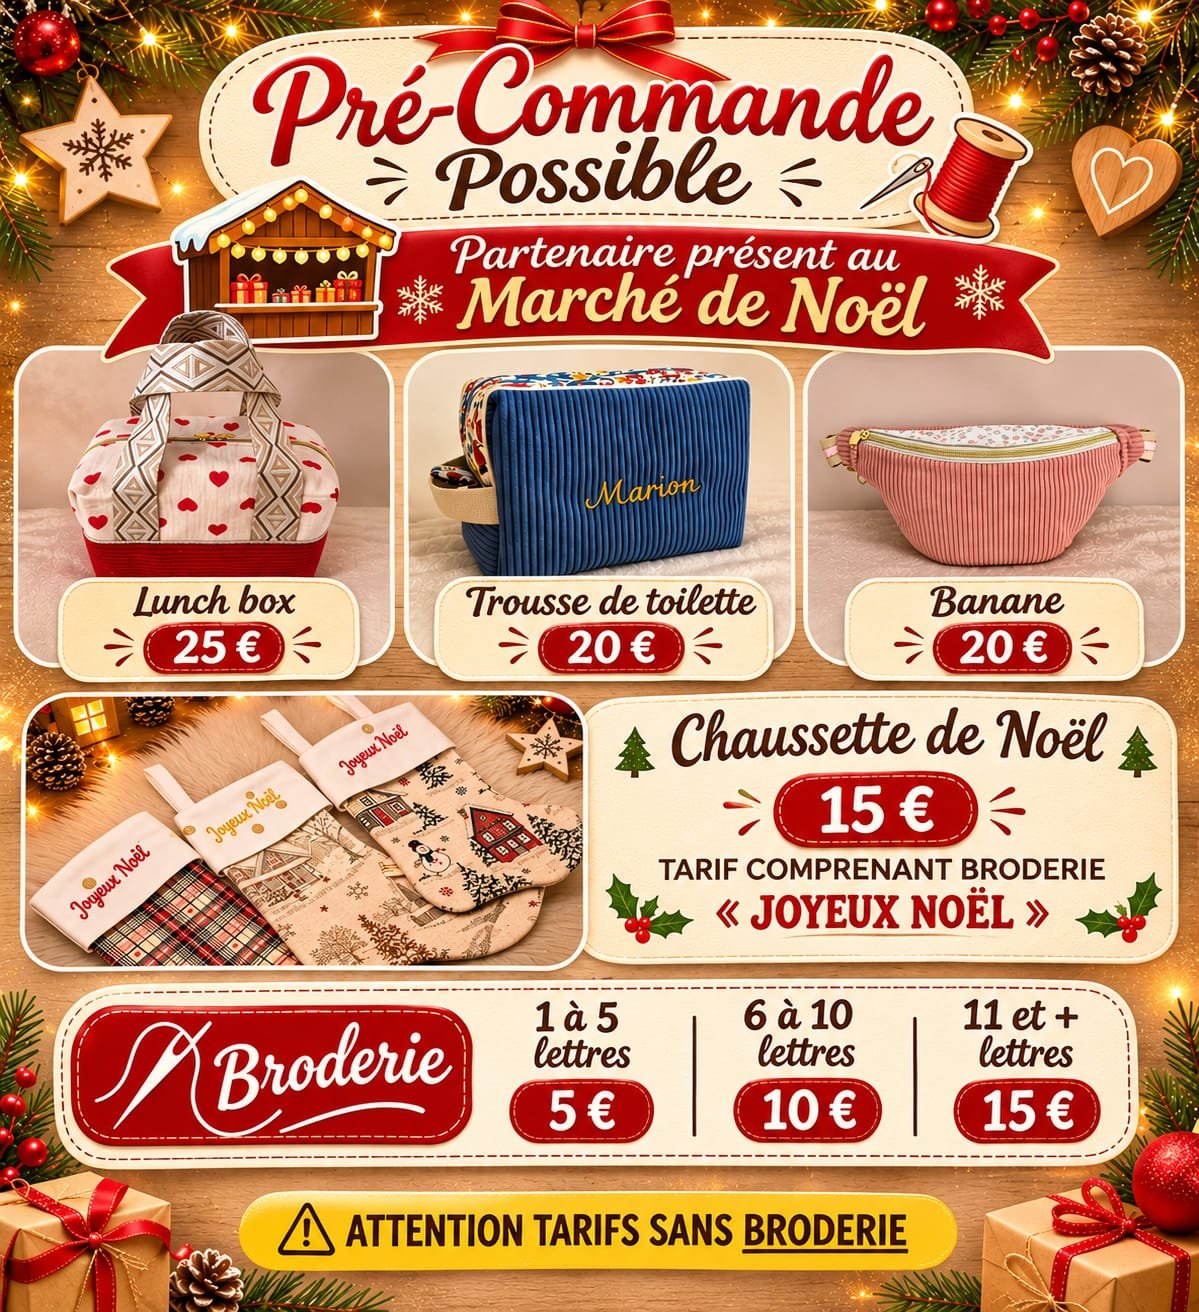 Pré-Commande
Possible
Partenaire présent au
Marché de Noël
Marion
Lunch box
25 €
Trousse de toilette
20 €
Banane
20 €
Joyeux Noël
Joyeux Noël
Joyeux Noël
Chaussette de Noël
15 €
TARIF COMPRENANT BRODERIE
« JOYEUX NOËL »
Broderie
1 à 5
lettres
5 €
6 à 10
lettres
10 €
11 et +
lettres
15 €
ATTENTION TARIFS SANS BRODERIE